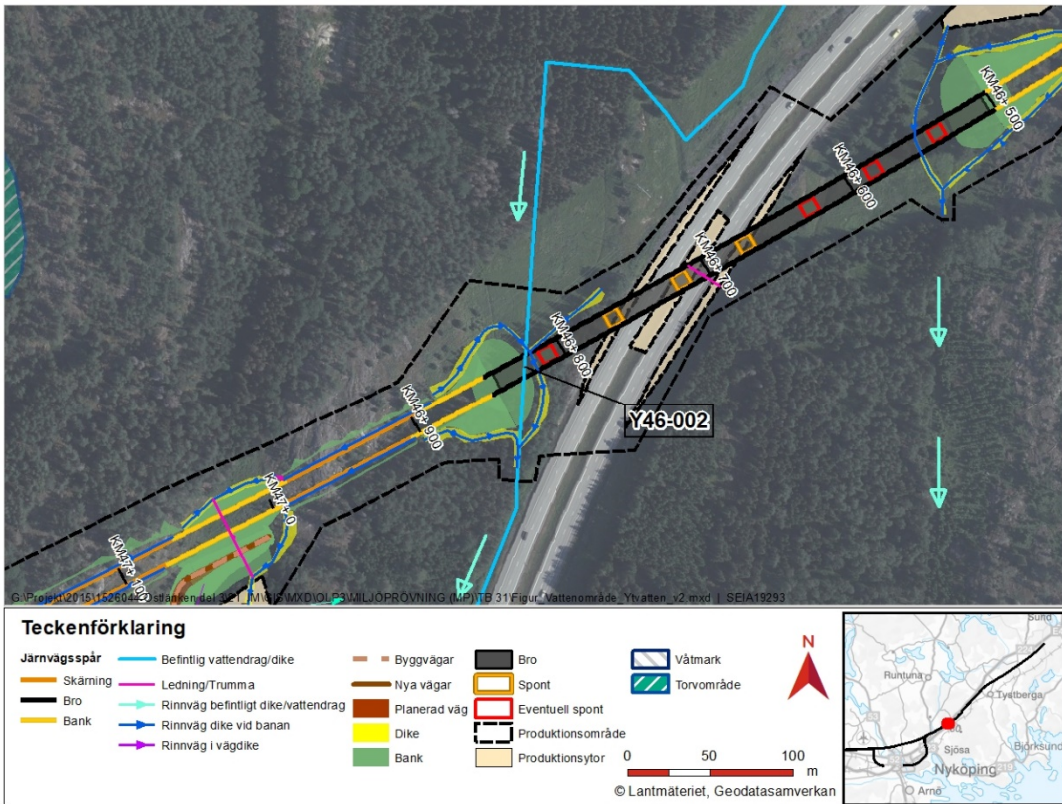 KM46+ 500
KM46+ 600
KM46+ 700
KM46+ 800
Y46-002
KM46+ 900
KM47+ 0
KM47+ 100
Teckenförklaring
Järnvägsspår
Skärning
Bro
Bank
Befintlig vattendrag/dike
Ledning/Trumma
Rinnväg befintligt dike/vattendrag
Rinnväg dike vid banan
Rinnväg i vägdike
Byggvägar
Nya vägar
Planerad väg
Dike
Bank
Bro
Spont
Eventuell spont
Produktionsområde
Produktionsytor
Våtmark
Torvområde
N
0 50 100
m
© Lantmäteriet, Geodatasamverkan
Sund
Runtuna
Tystberga
Sjösa
Björksund
Nyköping
Arnö